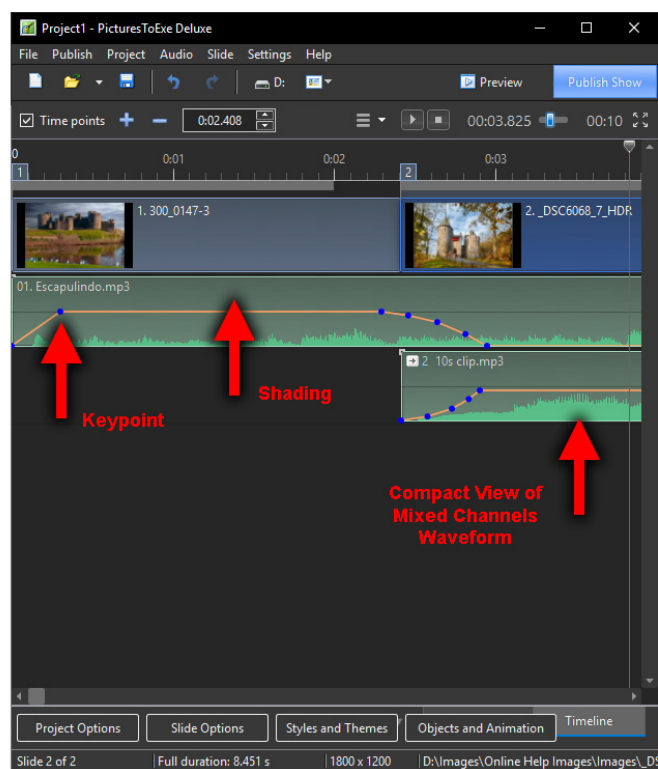 Project1 - PicturesToExe Deluxe
File Publish Project Audio Slide Settings Help
D: Preview Publish Show
Time points 0:02.408 00:03.825 00:10
0 0:01 0:02 0:03
1 2
1. 300_0147-3 2. _DSC6068_7_HDR
01. Escapulindo.mp3
2 10s clip.mp3
Shading
Keypoint
Compact View of
Mixed Channels
Waveform
Project Options Slide Options Styles and Themes Objects and Animation Timeline
Slide 2 of 2 Full duration: 8.451 s 1800 x 1200 D:\Images\Online Help Images\Images\_DS